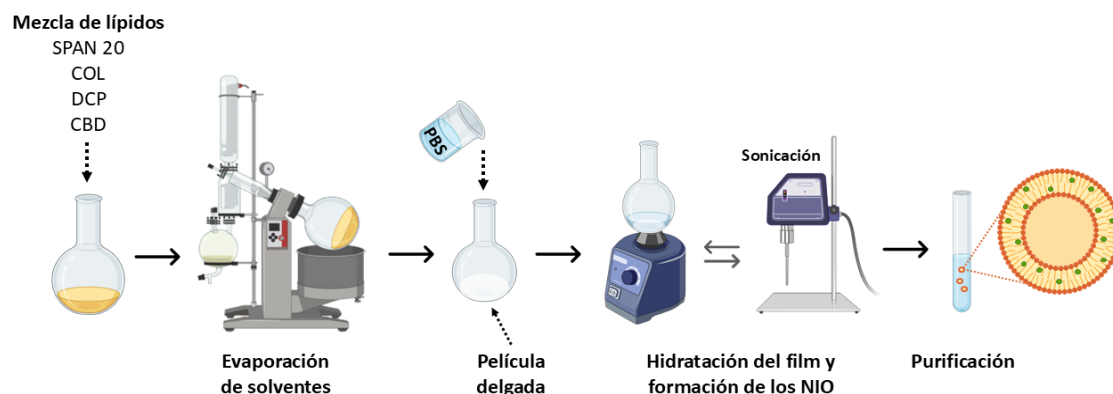 Mezcla de lípidos
SPAN 20
COL
DCP
CBD
PBS
Sonicación
Evaporación
de solventes
Película
delgada
Hidratación del film y
formación de los NIO
Purificación